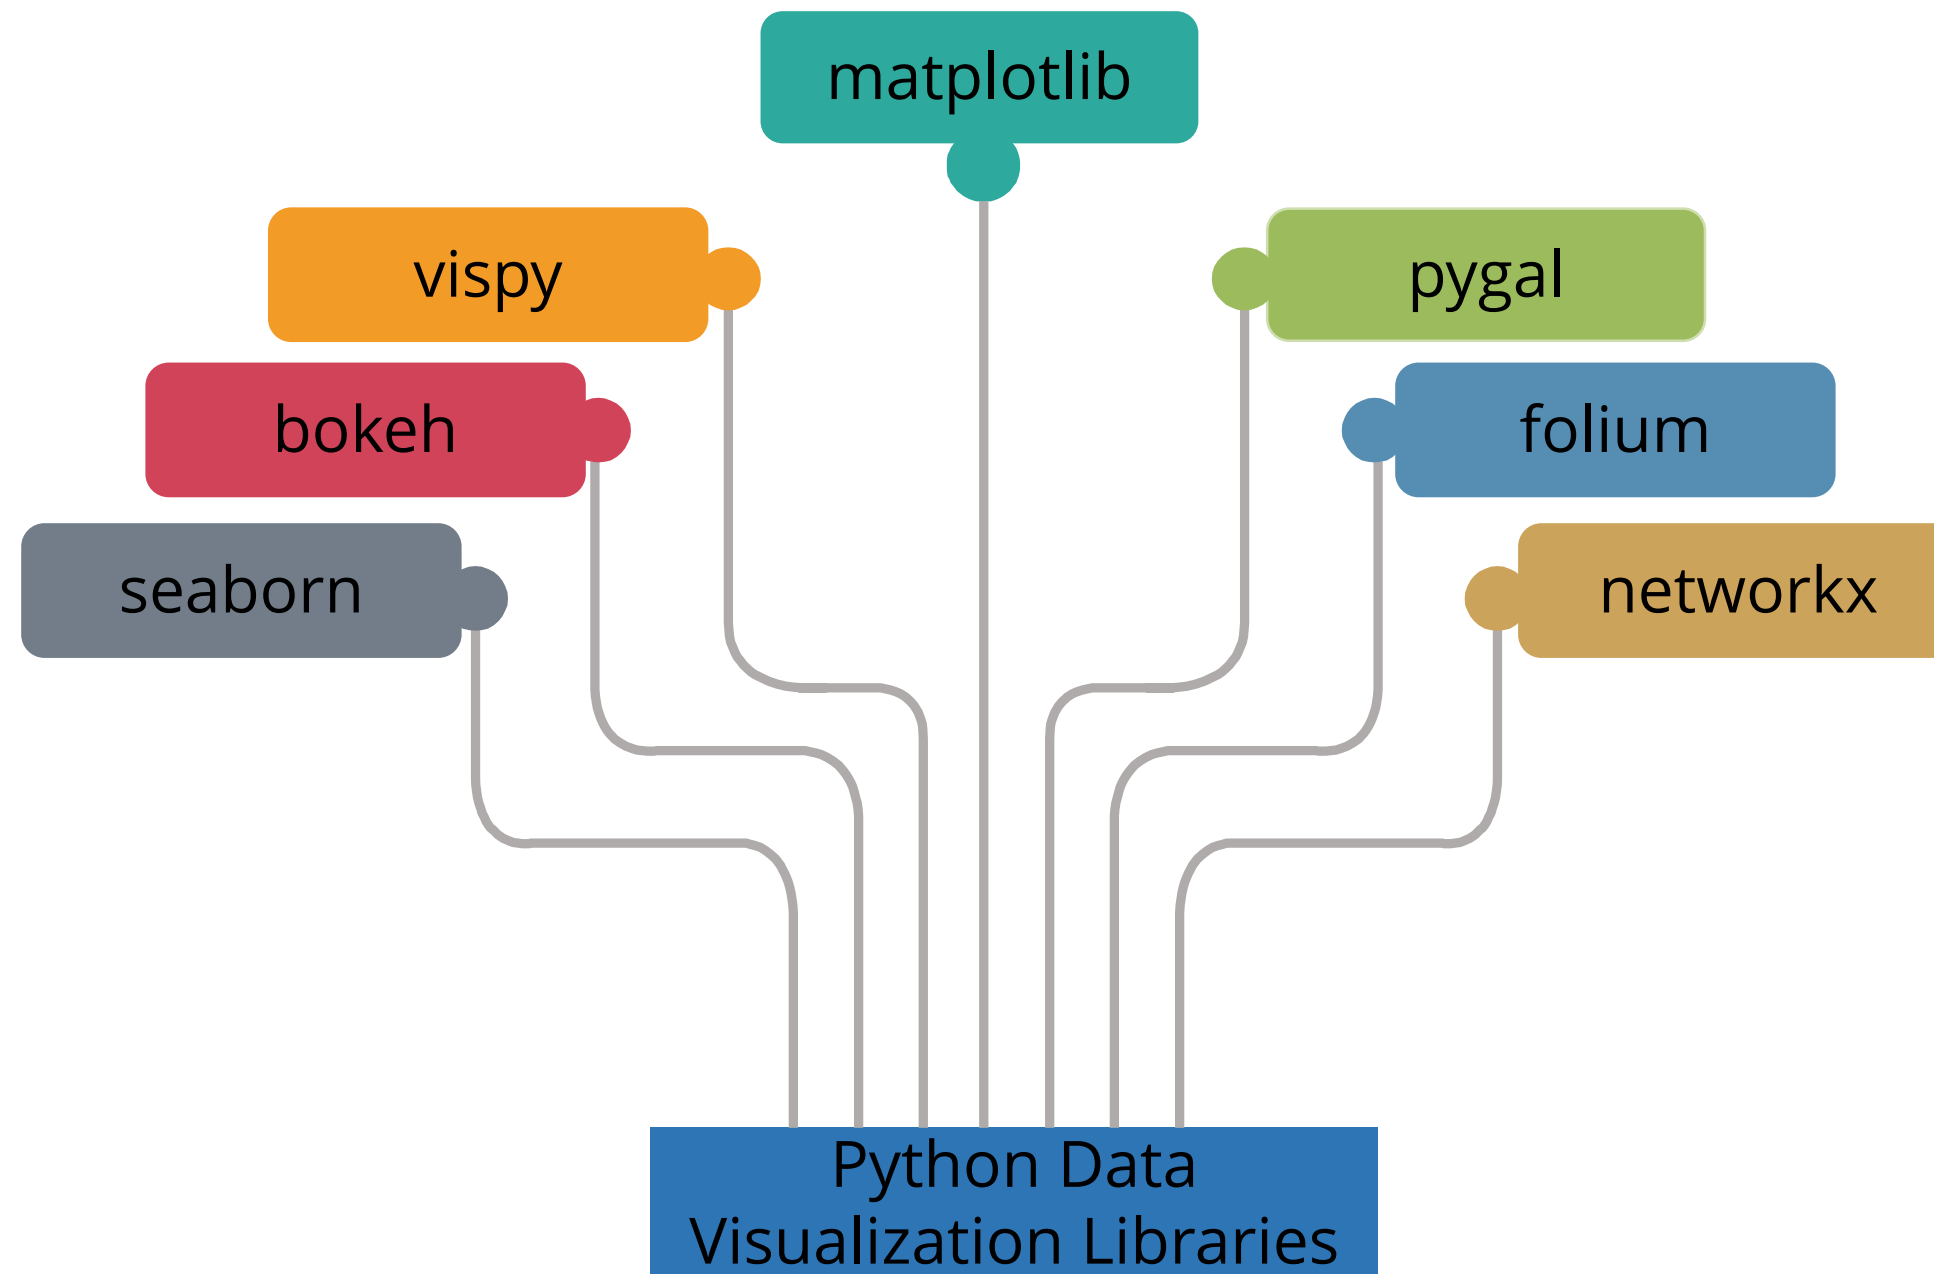 matplotlib
vispy
pygal
bokeh
folium
seaborn
networkx
Python Data
Visualization Libraries